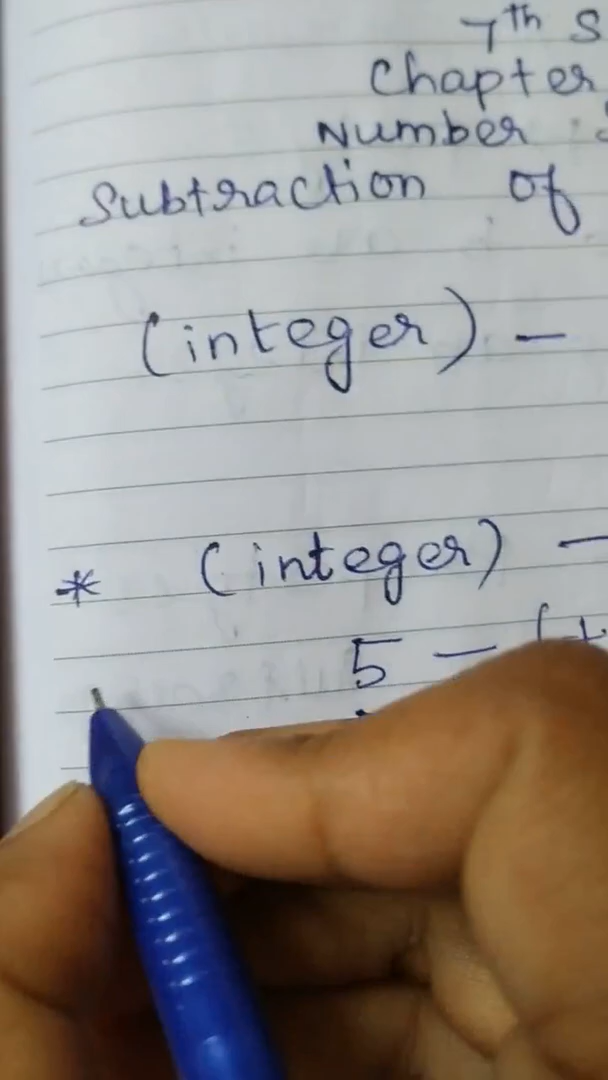 7th S
Chapter
Number :
Subtraction of
(integer) -
* (integer) -
5 - (+